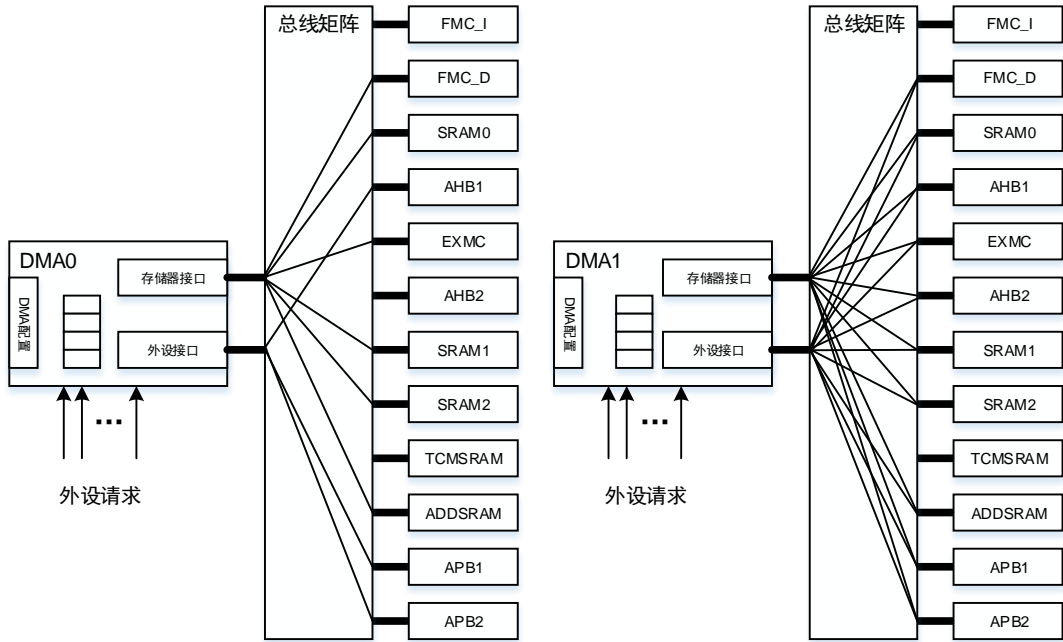 总线矩阵
FMC_I
FMC_D
SRAM0
AHB1
EXMC
AHB2
SRAM1
SRAM2
TCMSRAM
ADDSRAM
APB1
APB2
DMA0
DMA配置
存储器接口
外设接口
...
外设请求
总线矩阵
FMC_I
FMC_D
SRAM0
AHB1
EXMC
AHB2
SRAM1
SRAM2
TCMSRAM
ADDSRAM
APB1
APB2
DMA1
DMA配置
存储器接口
外设接口
...
外设请求